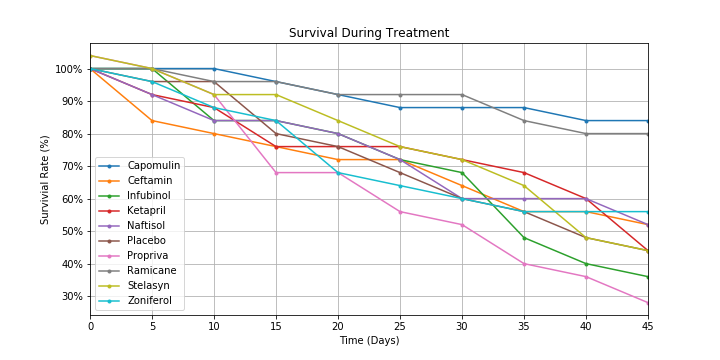 Survival During Treatment
100%
90%
80%
70%
60%
50%
40%
30%
Survivial Rate (%)
Capomulin
Ceftamin
Infubinol
Ketapril
Naftisol
Placebo
Propriva
Ramicane
Stelasyn
Zoniferol
0 5 10 15 20 25 30 35 40 45
Time (Days)